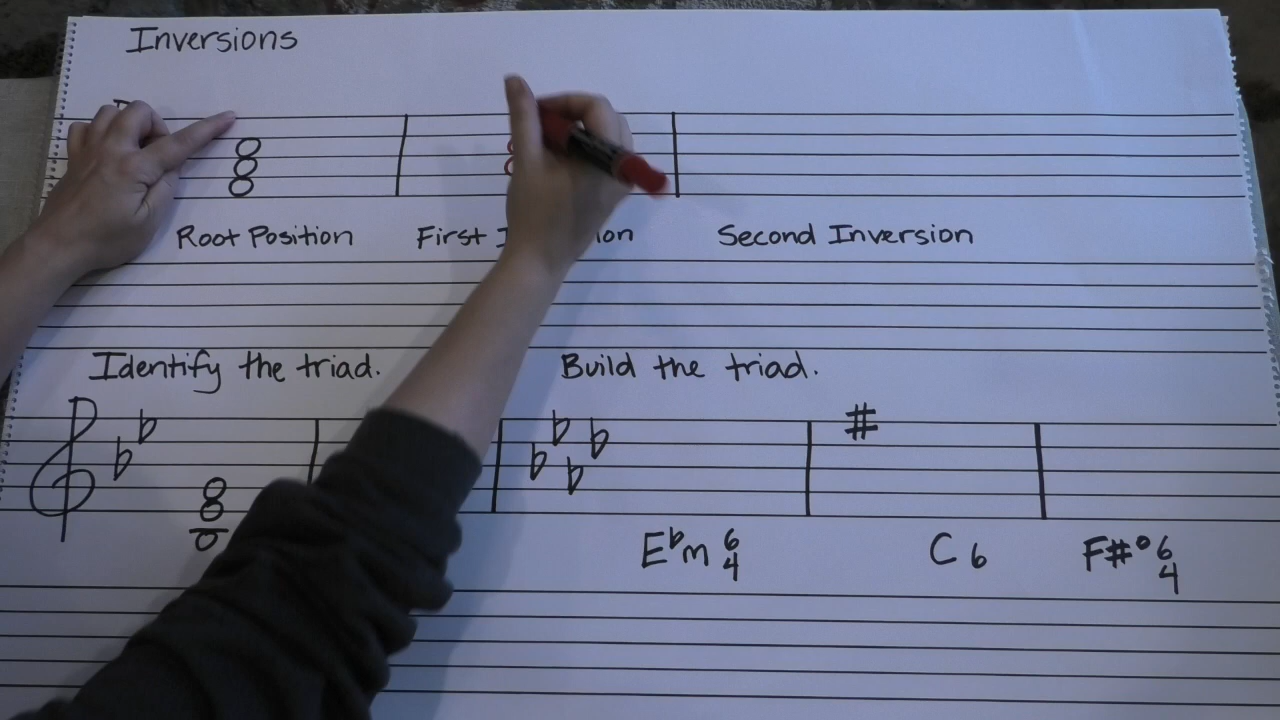 Inversions
Root Position First Second Inversion
Identify the triad. Build the triad.
E♭m 6/4 C 6 F#° 6/4